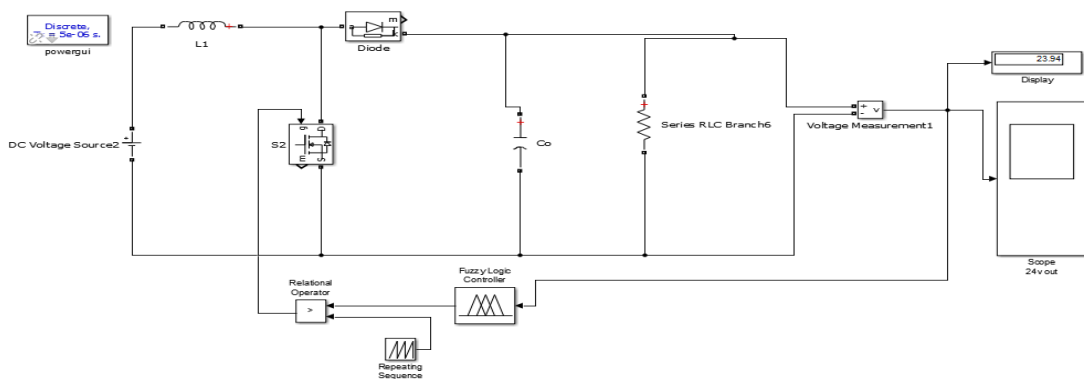 Discrete,
= 5e-06 s.
powergui
L1
a
m
k
Diode
23.94
Display
DC Voltage Source2
+
g
D
S2
m
S
+
Co
+
Series RLC Branch6
+
-
v
Voltage Measurement1
Scope
24v out
Relational
Operator
>
Fuzzy Logic
Controller
Repeating
Sequence